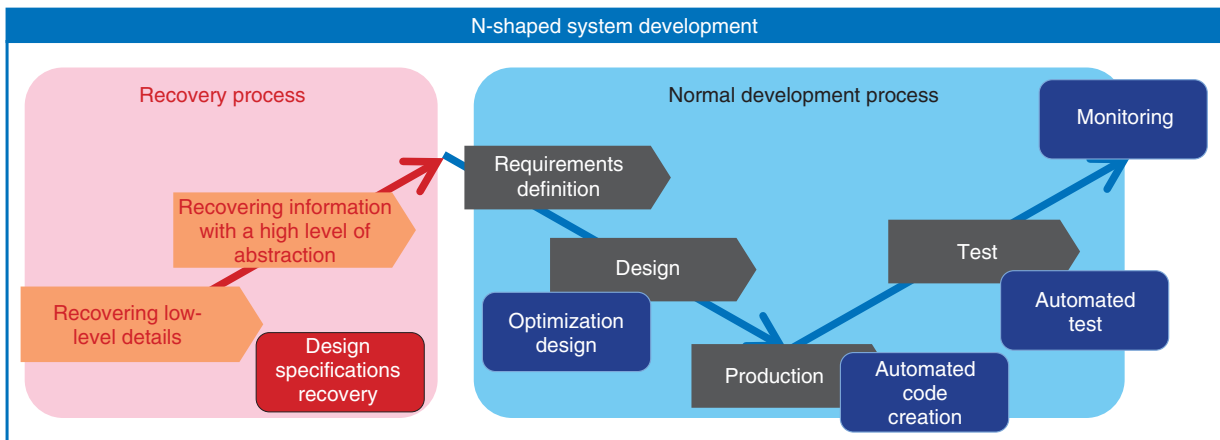 N-shaped system development
Recovery process
Recovering information
with a high level of
abstraction
Recovering low-
level details
Design
specifications
recovery
Normal development process
Monitoring
Requirements
definition
Design
Test
Optimization
design
Automated
test
Production
Automated
code
creation